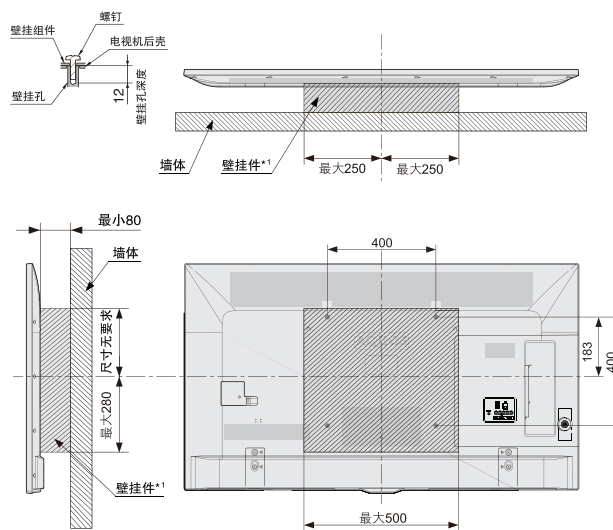 螺钉
壁挂组件
电视机后壳
壁挂孔
12
壁挂孔深度
墙体
壁挂件*1
最大250
最大250
最小80
墙体
400
尺寸无要求
最大280
183
400
壁挂件*1
最大500